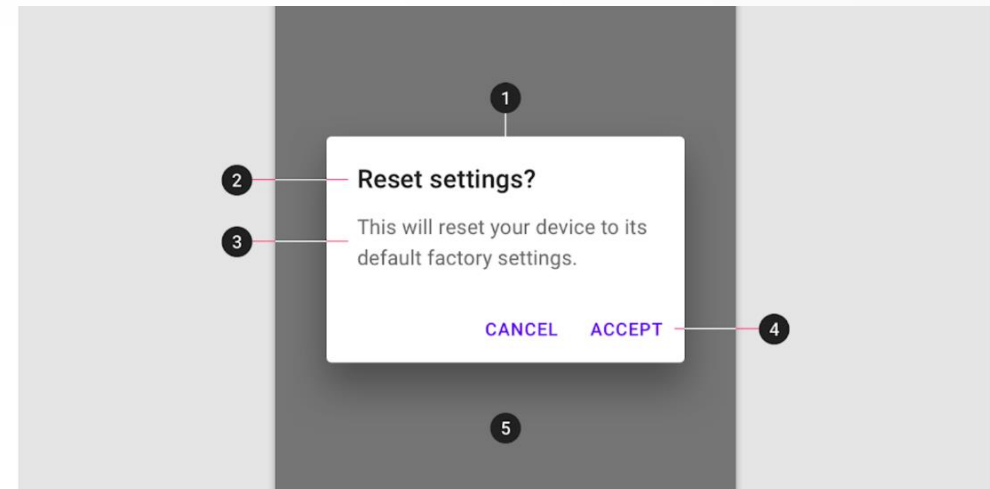 1
2 Reset settings?
3 This will reset your device to its
default factory settings.
CANCEL ACCEPT 4
5